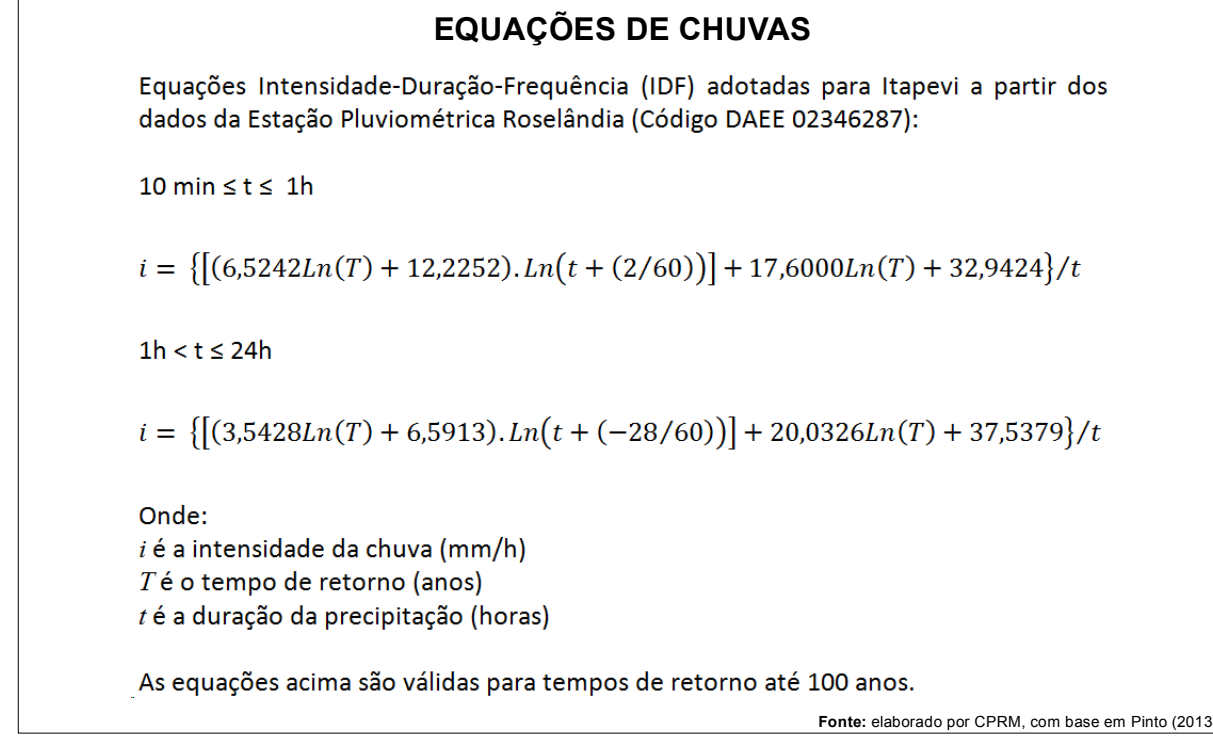 EQUAÇÕES DE CHUVAS
Equações Intensidade-Duração-Frequência (IDF) adotadas para Itapevi a partir dos
dados da Estação Pluviométrica Roselândia (Código DAEE 02346287):
10 min ≤ t ≤ 1h
i = {[(6,5242Ln(T) + 12,2252). Ln(t + (2/60))] + 17,6000Ln(T) + 32,9424}/t
1h < t ≤ 24h
i = {[(3,5428Ln(T) + 6,5913). Ln(t + (−28/60))] + 20,0326Ln(T) + 37,5379}/t
Onde:
i é a intensidade da chuva (mm/h)
T é o tempo de retorno (anos)
t é a duração da precipitação (horas)
As equações acima são válidas para tempos de retorno até 100 anos.
Fonte: elaborado por CPRM, com base em Pinto (2013